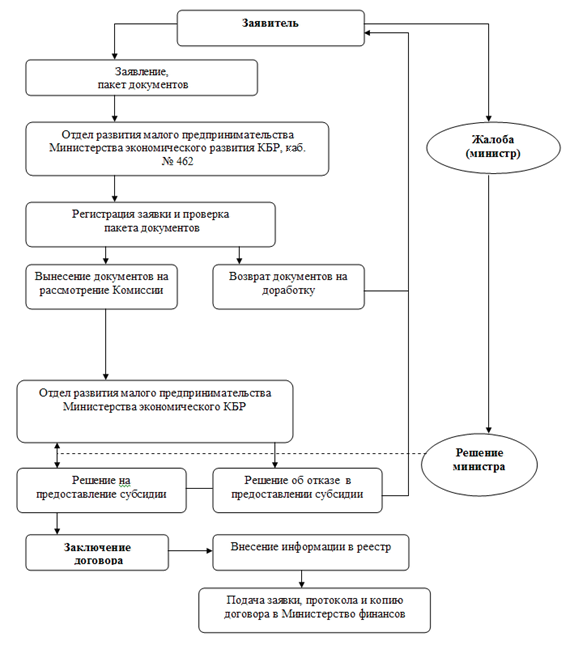 Заявитель
Заявление,
пакет документов
Отдел развития малого предпринимательства
Министерства экономического развития КБР, каб.
№ 462
Жалоба
(министр)
Регистрация заявки и проверка
пакета документов
Вынесение документов на
рассмотрение Комиссии
Возврат документов на
доработку
Отдел развития малого предпринимательства
Министерства экономического КБР
Решение
министра
Решение на
предоставление субсидии
Решение об отказе в
предоставлении субсидии
Заключение
договора
Внесение информации в реестр
Подача заявки, протокола и копию
договора в Министерство финансов